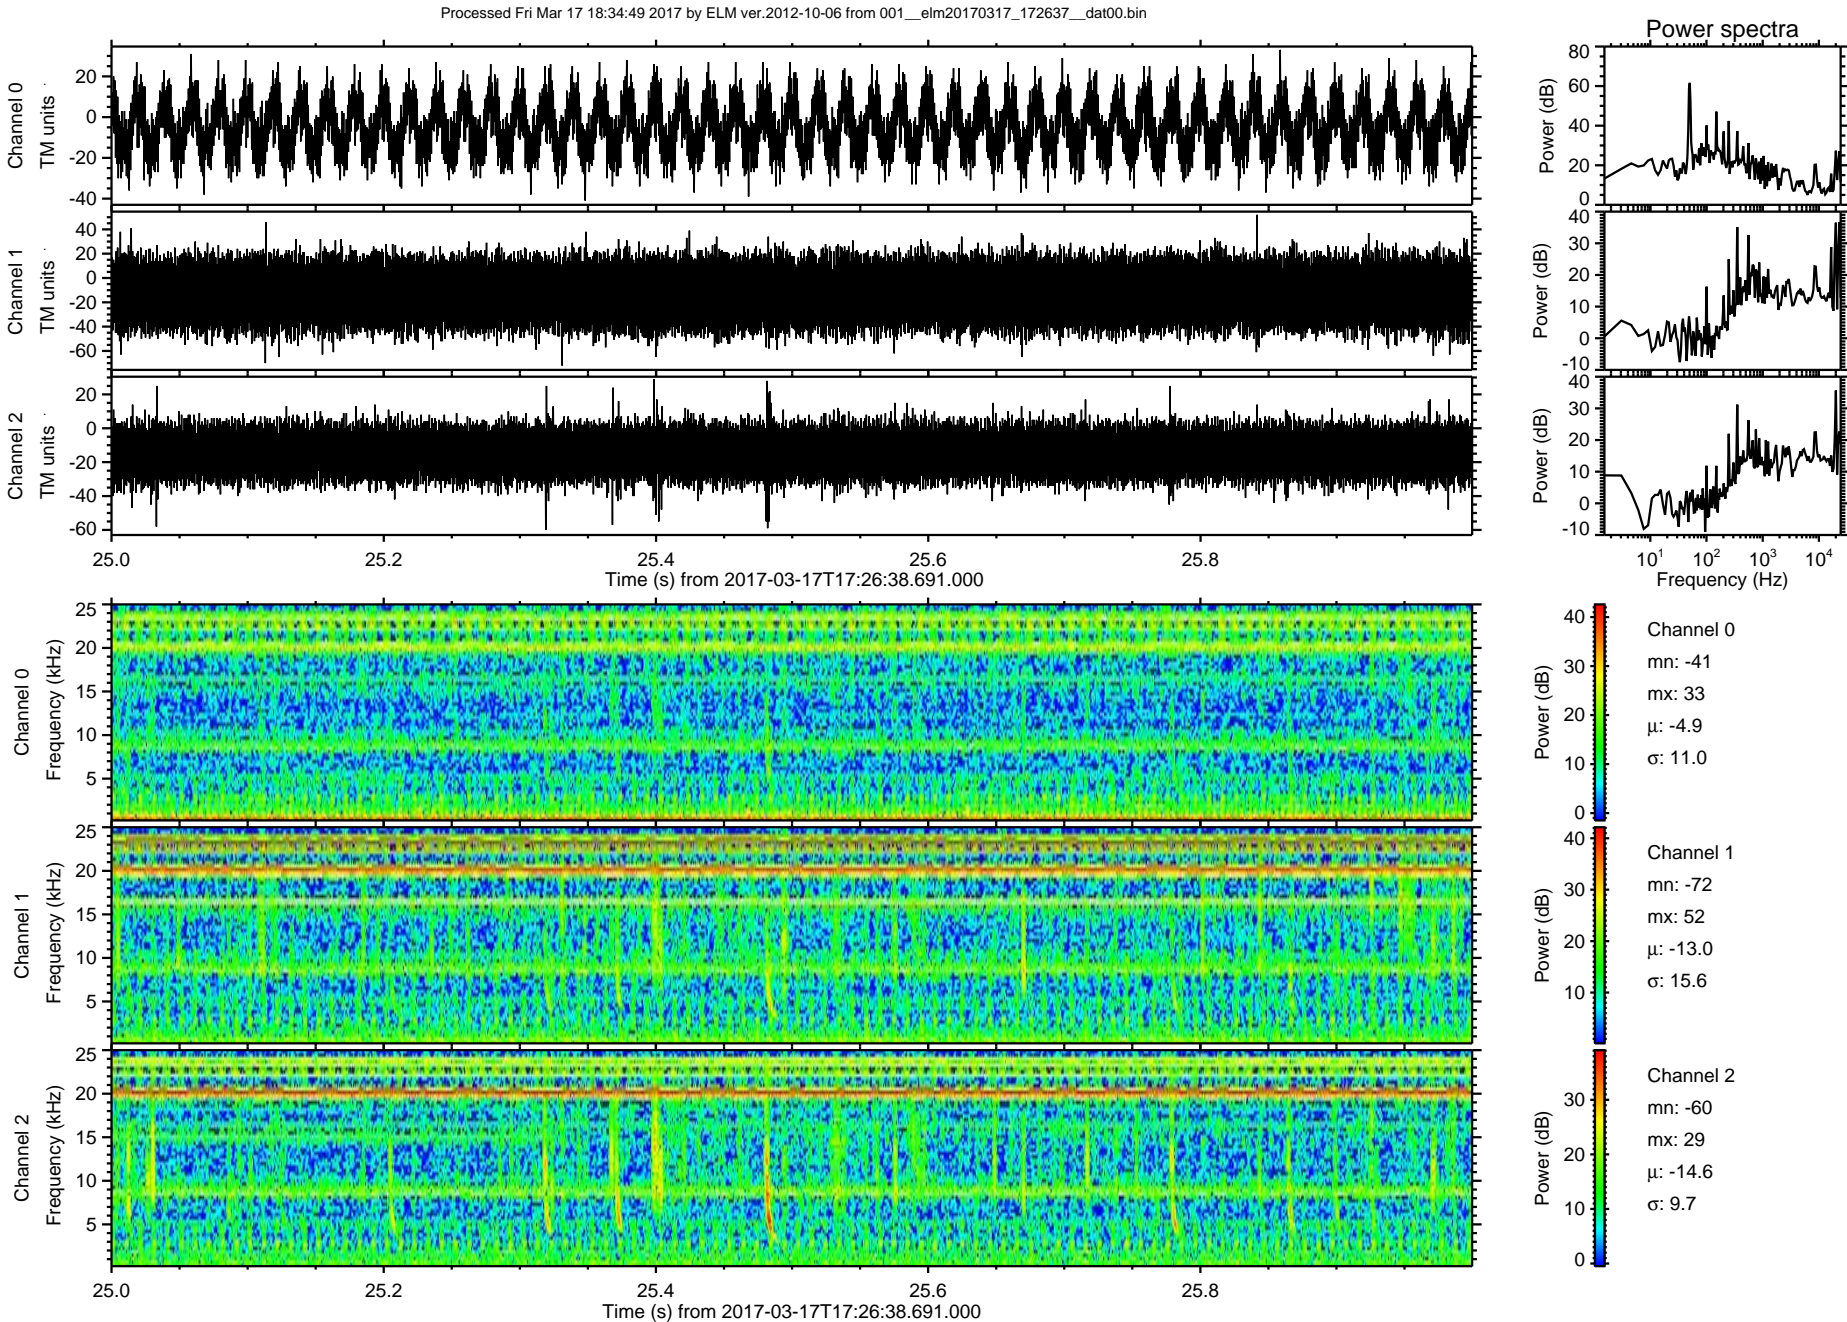 Processed Fri Mar 17 18:34:49 2017 by ELM ver.2012-10-06 from 001__elm20170317_172637__dat00.bin
Power spectra
Channel 0
TM units
20
0
-20
-40
Power (dB)
80
60
40
20
0
Channel 1
TM units
40
20
0
-20
-40
-60
Power (dB)
40
30
20
10
0
-10
Channel 2
TM units
20
0
-20
-40
-60
Power (dB)
40
30
20
10
0
-10
25.0 25.2 25.4 25.6 25.8
Time (s) from 2017-03-17T17:26:38.691.000
10¹ 10² 10³ 10⁴
Frequency (Hz)
Channel 0
Frequency (kHz)
25
20
15
10
5
Power (dB)
40
30
20
10
0
Channel 0
mn: -41
mx: 33
μ: -4.9
σ: 11.0
Channel 1
Frequency (kHz)
25
20
15
10
5
Power (dB)
40
30
20
10
Channel 1
mn: -72
mx: 52
μ: -13.0
σ: 15.6
Channel 2
Frequency (kHz)
25
20
15
10
5
Power (dB)
30
20
10
0
Channel 2
mn: -60
mx: 29
μ: -14.6
σ: 9.7
25.0 25.2 25.4 25.6 25.8
Time (s) from 2017-03-17T17:26:38.691.000